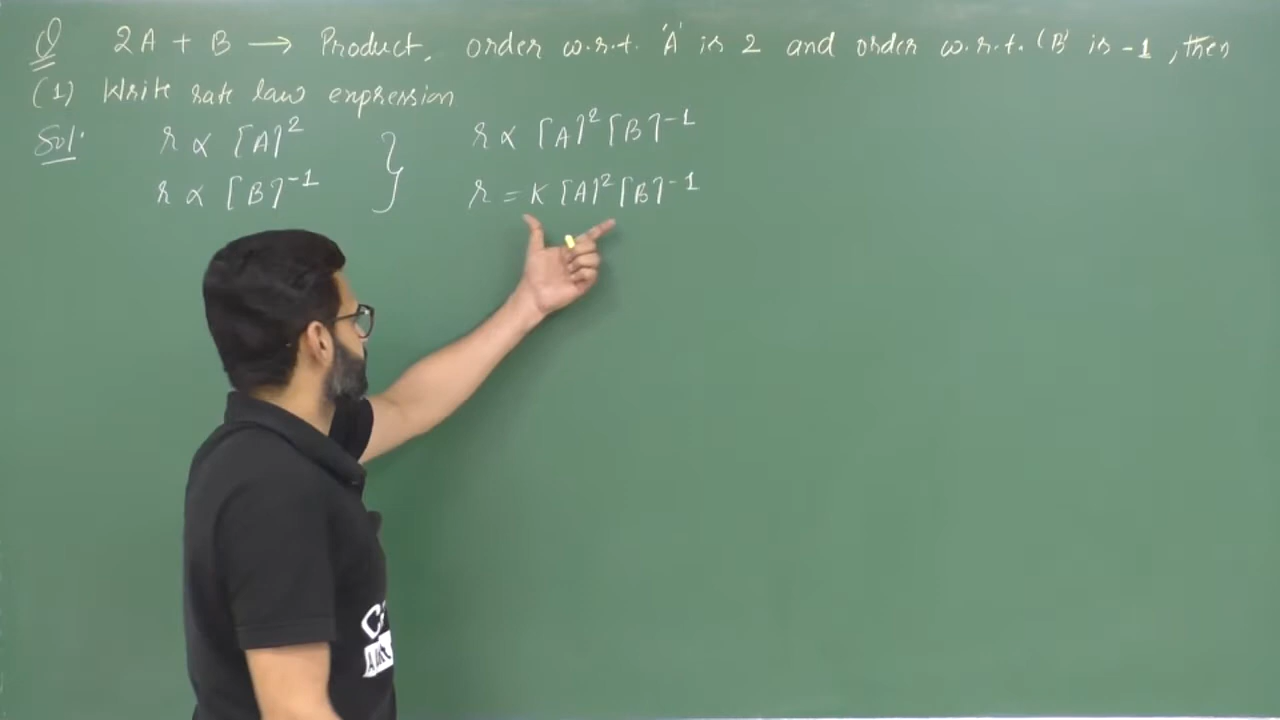 Q 2A + B → Product, order w.r.t. 'A' is 2 and order w.r.t. 'B' is -1, then
(1) Write rate law expression
Sol. r ∝ [A]² } r ∝ [A]² [B]⁻¹
r ∝ [B]⁻¹ r = K [A]² [B]⁻¹